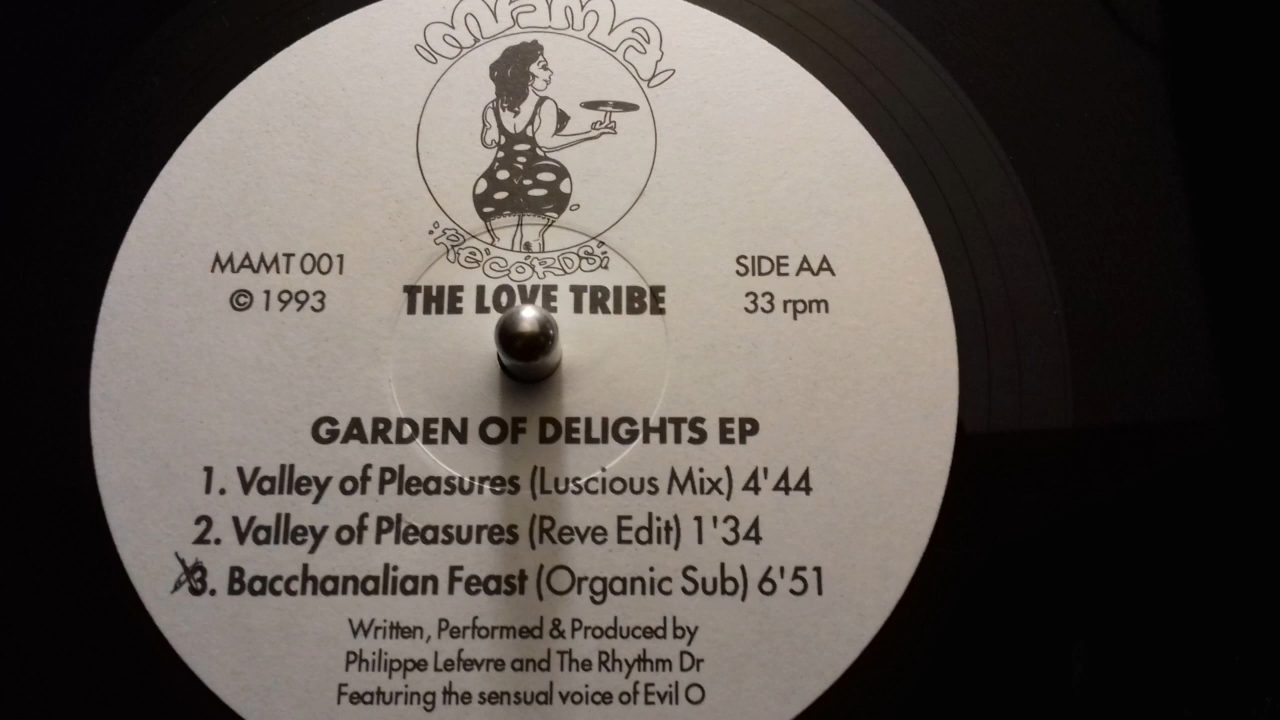 MAMA
RECORDS
MAMT 001
© 1993
SIDE AA
33 rpm
THE LOVE TRIBE
GARDEN OF DELIGHTS EP
1. Valley of Pleasures (Luscious Mix) 4'44
2. Valley of Pleasures (Reve Edit) 1'34
3. Bacchanalian Feast (Organic Sub) 6'51
Written, Performed & Produced by
Philippe Lefevre and The Rhythm Dr
Featuring the sensual voice of Evil O